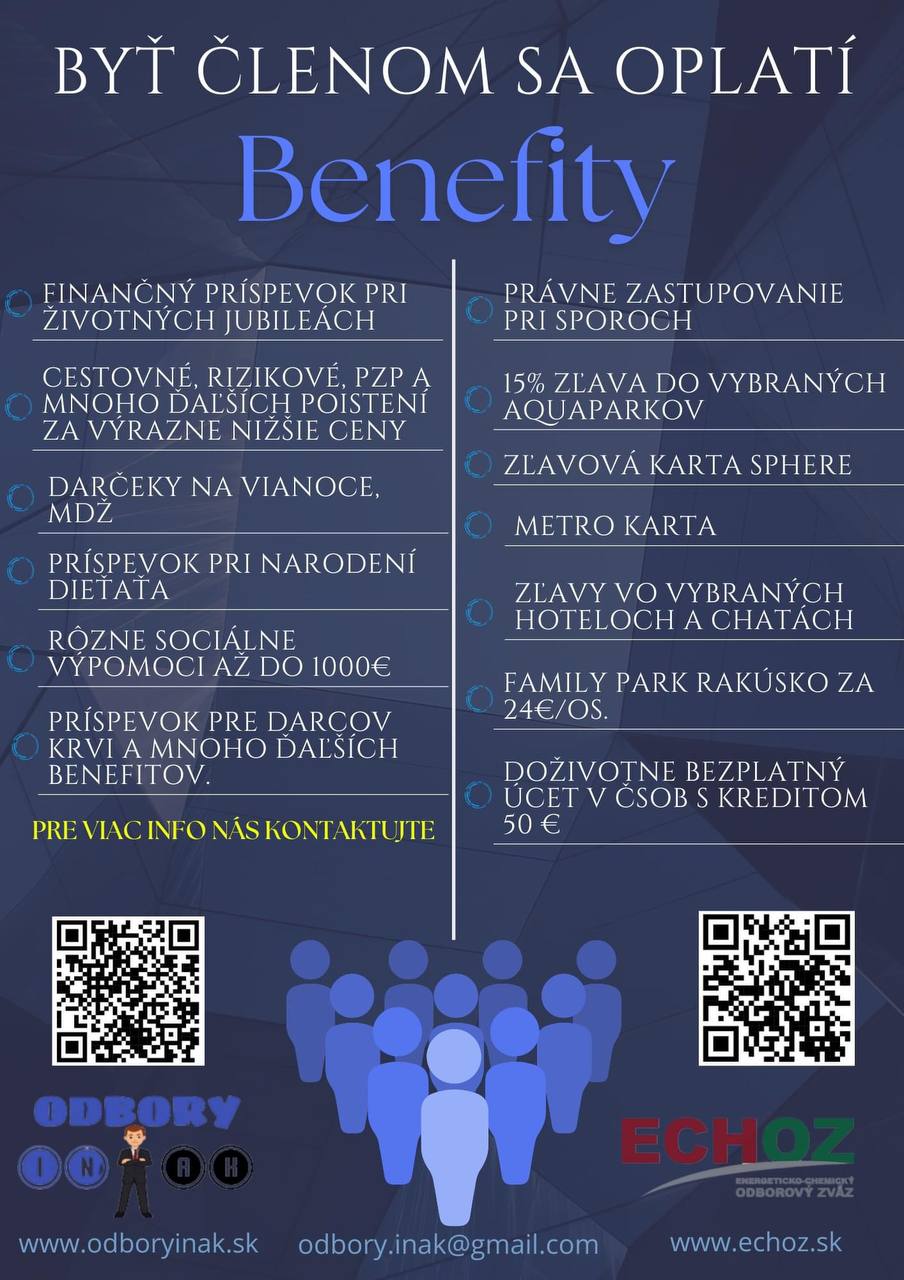 BYŤ ČLENOM SA OPLATÍ
Benefity
FINANČNÝ PRÍSPEVOK PRI
ŽIVOTNÝCH JUBILEÁCH
CESTOVNÉ, RIZIKOVÉ, PZP A
MNOHO ĎAĽŠÍCH POISTENÍ
ZA VÝRAZNE NIŽŠIE CENY
DARČEKY NA VIANOCE,
MDŽ
PRÍSPEVOK PRI NARODENÍ
DIEŤAŤA
RÔZNE SOCIÁLNE
VÝPOMOCI AŽ DO 1000€
PRÍSPEVOK PRE DARCOV
KRVI A MNOHO ĎAĽŠÍCH
BENEFITOV.
PRE VIAC INFO NÁS KONTAKTUJTE
PRÁVNE ZASTUPOVANIE
PRI SPOROCH
15% ZĽAVA DO VYBRANÝCH
AQUAPARKOV
ZĽAVOVÁ KARTA SPHERE
METRO KARTA
ZĽAVY VO VYBRANÝCH
HOTELOCH A CHATÁCH
FAMILY PARK RAKÚSKO ZA
24€/OS.
DOŽIVOTNE BEZPLATNÝ
ÚČET V ČSOB S KREDITOM
50 €
ODBORY
INAK
www.odboryinak.sk
odbory.inak@gmail.com
ECHOZ
ENERGETICKO-CHEMICKÝ
ODBOROVÝ ZVÄZ
www.echoz.sk